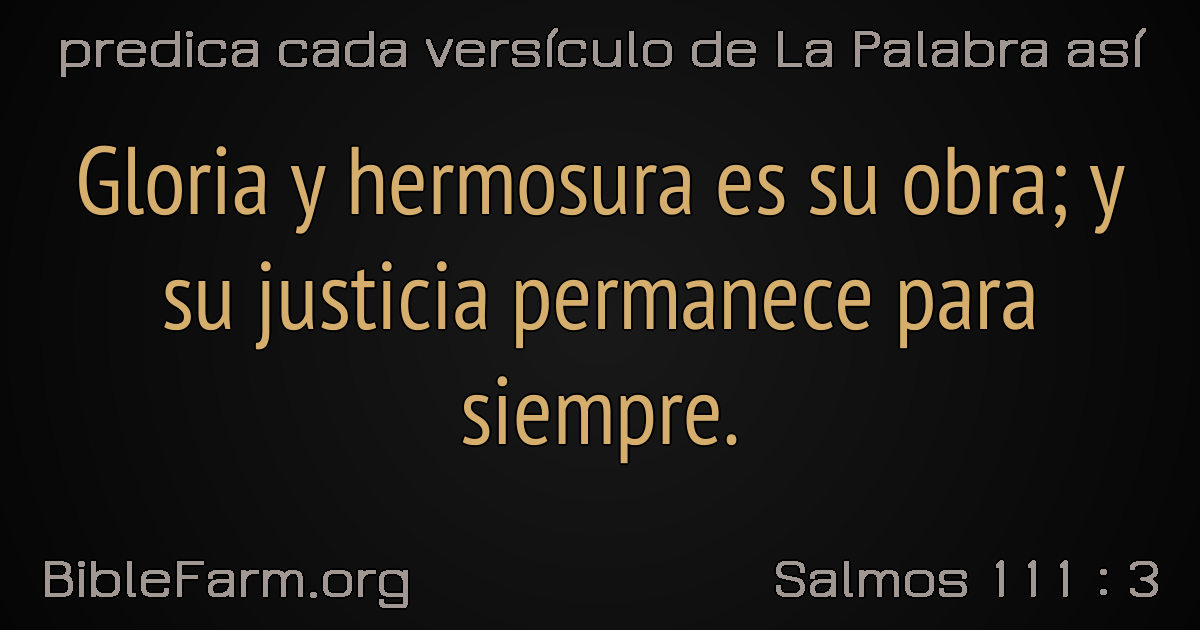 predica cada versículo de La Palabra así
Gloria y hermosura es su obra; y
su justicia permanece para
siempre.
BibleFarm.org
Salmos 111 : 3